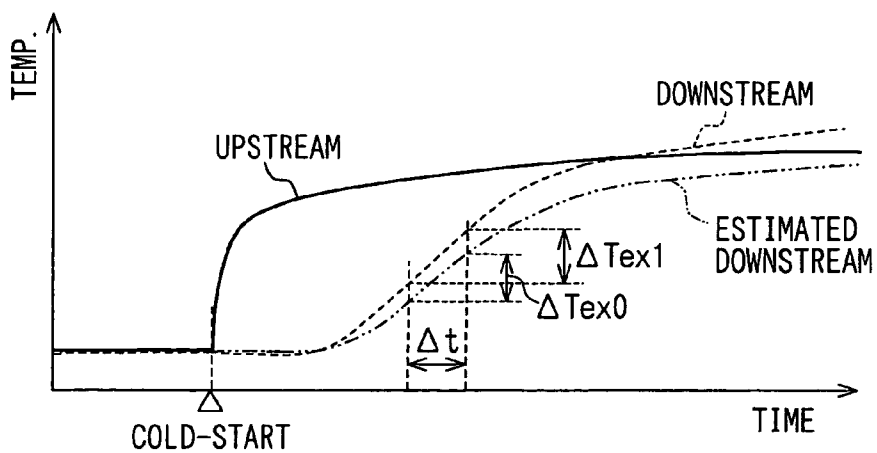 TEMP.
DOWNSTREAM
UPSTREAM
ESTIMATED
DOWNSTREAM
ΔTex1
ΔTex0
Δt
TIME
COLD-START